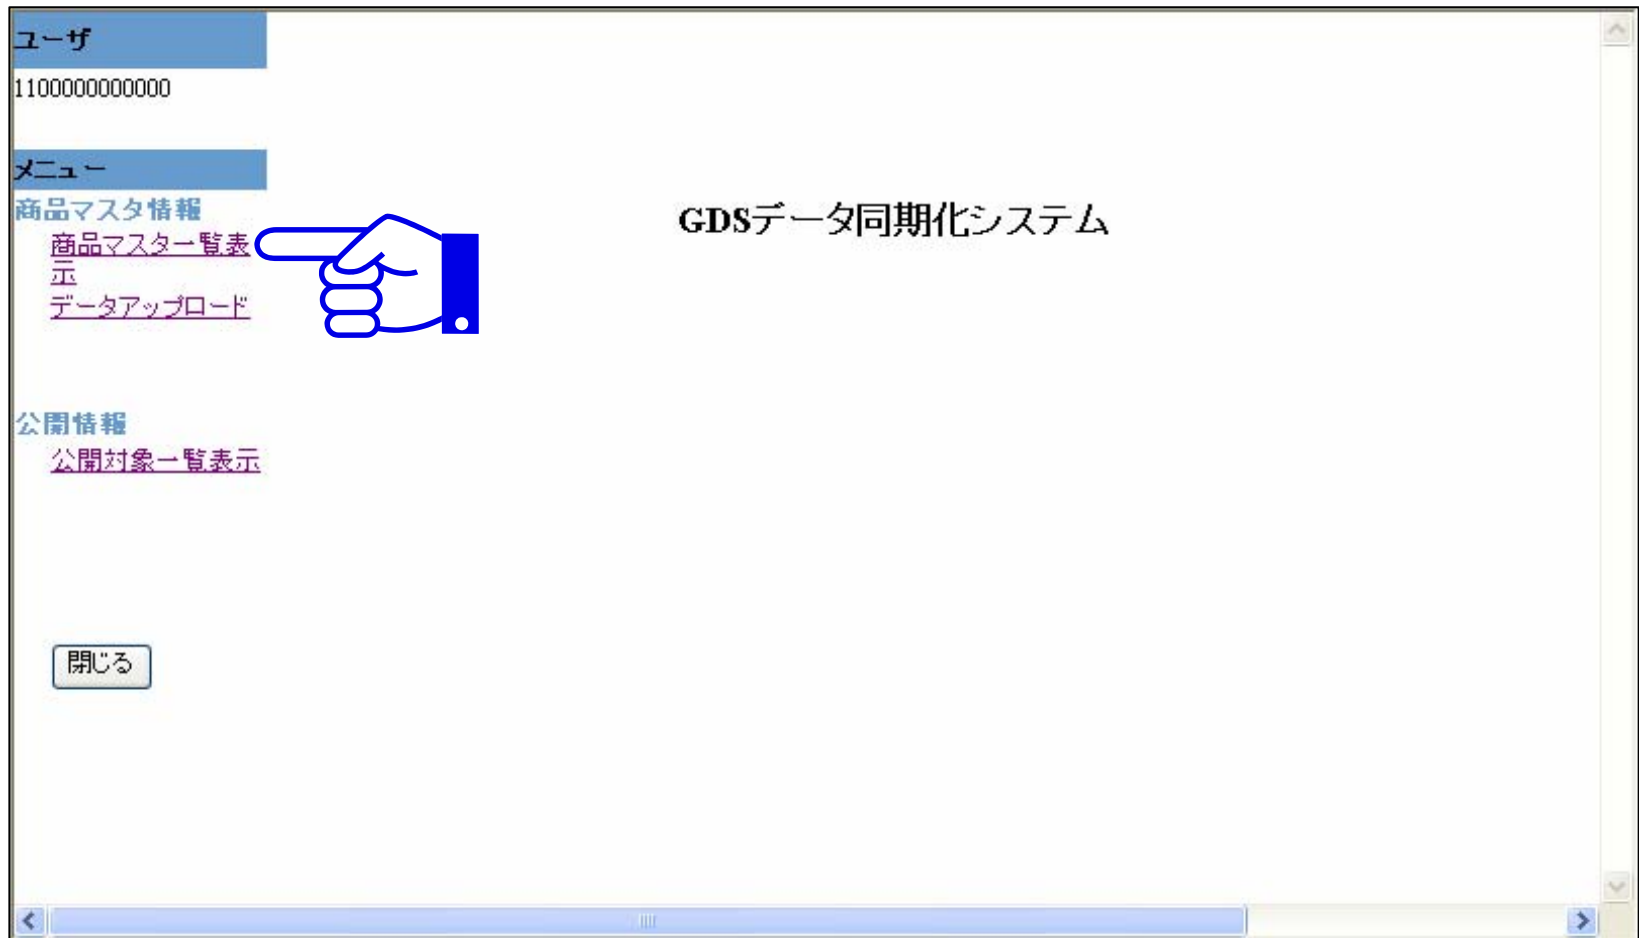 ユーザ
1100000000000
メニュー
商品マスタ情報
商品マスター覧表
示
データアップロード
公開情報
公開対象一覧表示
閉じる
GDSデータ同期化システム